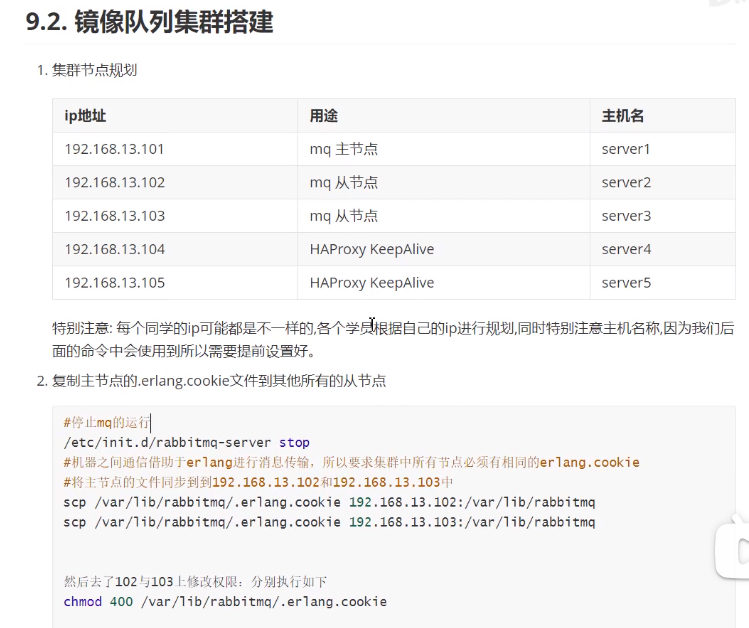 9.2. 镜像队列集群搭建
1. 集群节点规划
ip地址 用途 主机名
192.168.13.101 mq 主节点 server1
192.168.13.102 mq 从节点 server2
192.168.13.103 mq 从节点 server3
192.168.13.104 HAProxy KeepAlive server4
192.168.13.105 HAProxy KeepAlive server5
特别注意: 每个同学的ip可能都是不一样的,各个学员根据自己的ip进行规划,同时特别注意主机名称,因为我们后
面的命令中会使用到所以需要提前设置好。
2. 复制主节点的.erlang.cookie文件到其他所有的从节点
#停止mq的运行
/etc/init.d/rabbitmq-server stop
#机器之间通信借助于erlang进行消息传输，所以要求集群中所有节点必须有相同的erlang.cookie
#将主节点的文件同步到到192.168.13.102和192.168.13.103中
scp /var/lib/rabbitmq/.erlang.cookie 192.168.13.102:/var/lib/rabbitmq
scp /var/lib/rabbitmq/.erlang.cookie 192.168.13.103:/var/lib/rabbitmq
然后去了102与103上修改权限：分别执行如下
chmod 400 /var/lib/rabbitmq/.erlang.cookie